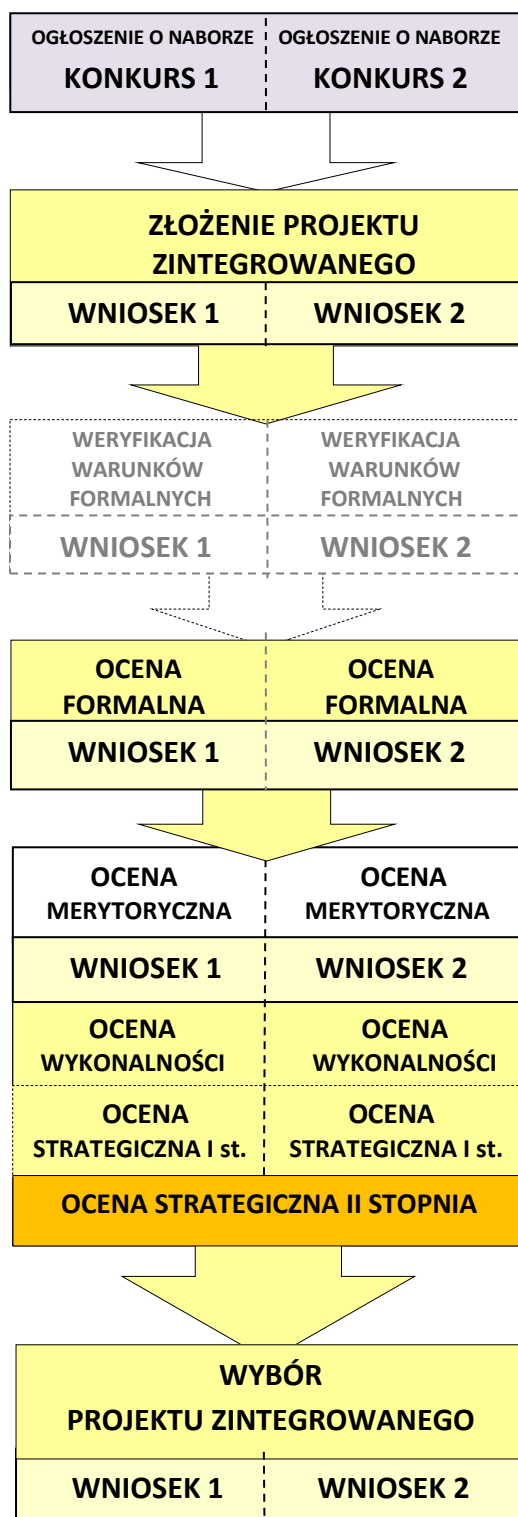 OGŁOSZENIE O NABORZE OGŁOSZENIE O NABORZE
KONKURS 1 KONKURS 2
ZŁOŻENIE PROJEKTU
ZINTEGROWANEGO
WNIOSEK 1 WNIOSEK 2
WERYFIKACJA WERYFIKACJA
WARUNKÓW WARUNKÓW
FORMALNYCH FORMALNYCH
WNIOSEK 1 WNIOSEK 2
OCENA OCENA
FORMALNA FORMALNA
WNIOSEK 1 WNIOSEK 2
OCENA OCENA
MERYTORYCZNA MERYTORYCZNA
WNIOSEK 1 WNIOSEK 2
OCENA OCENA
WYKONALNOŚCI WYKONALNOŚCI
OCENA OCENA
STRATEGICZNA I st. STRATEGICZNA I st.
OCENA STRATEGICZNA II STOPNIA
WYBÓR
PROJEKTU ZINTEGROWANEGO
WNIOSEK 1 WNIOSEK 2